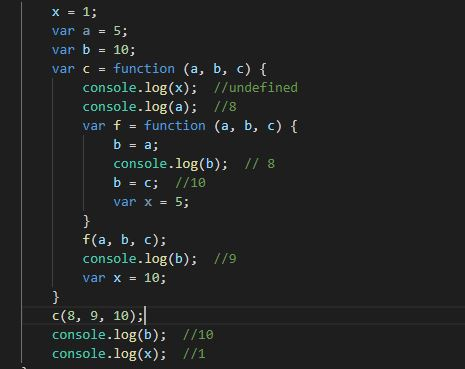 x = 1;
var a = 5;
var b = 10;
var c = function (a, b, c) {
console.log(x);  //undefined
console.log(a);  //8
var f = function (a, b, c) {
b = a;
console.log(b);  // 8
b = c;  //10
var x = 5;
}
f(a, b, c);
console.log(b);  //9
var x = 10;
}
c(8, 9, 10);
console.log(b);  //10
console.log(x);  //1